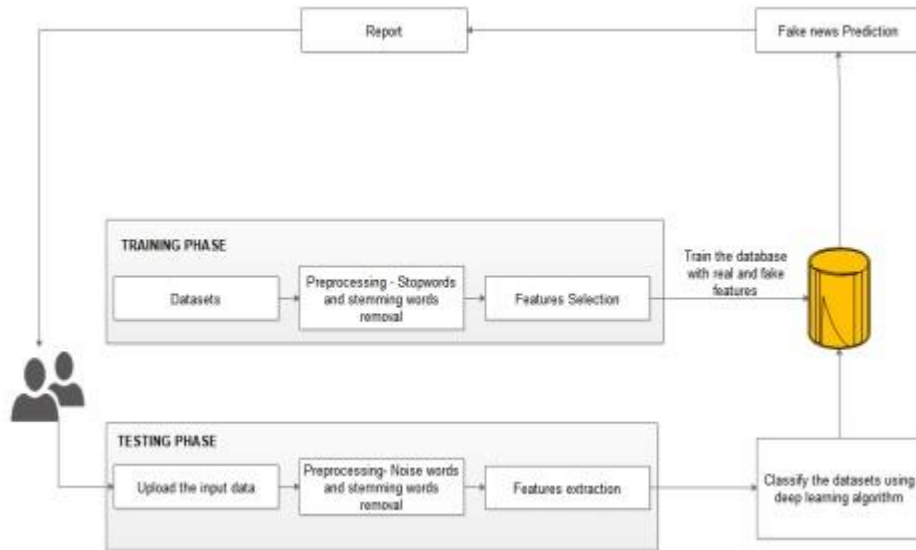 Report
Fake news Prediction
TRAINING PHASE
Datasets
Preprocessing - Stopwords
and stemming words
removal
Features Selection
Train the database
with real and fake
features
TESTING PHASE
Upload the input data
Preprocessing- Noise words
and stemming words
removal
Features extraction
Classify the datasets using
deep learning algorithm